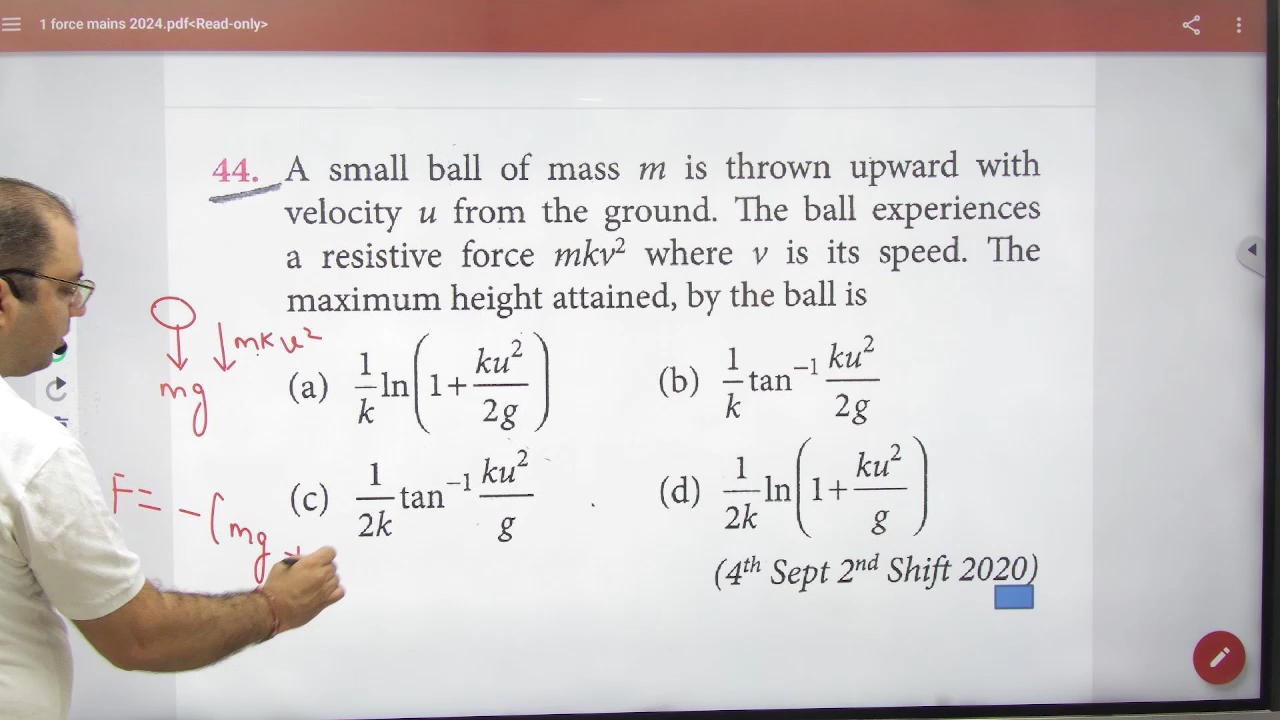 1 force mains 2024.pdf<Read-only>
44. A small ball of mass m is thrown upward with
velocity u from the ground. The ball experiences
a resistive force mkv² where v is its speed. The
maximum height attained, by the ball is
(a) 1/k ln(1+ku²/2g)
(b) 1/k tan⁻¹ ku²/2g
(c) 1/2k tan⁻¹ ku²/g
(d) 1/2k ln(1+ku²/g)
(4th Sept 2nd Shift 2020)
mkv²
mg
F= -(mg +